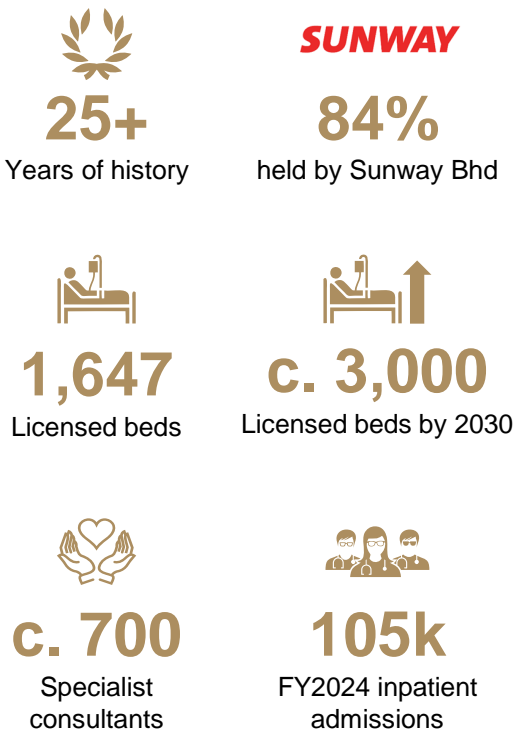 SUNWAY
25+
Years of history
84%
held by Sunway Bhd
1,647
Licensed beds
c. 3,000
Licensed beds by 2030
c. 700
Specialist
consultants
105k
FY2024 inpatient
admissions